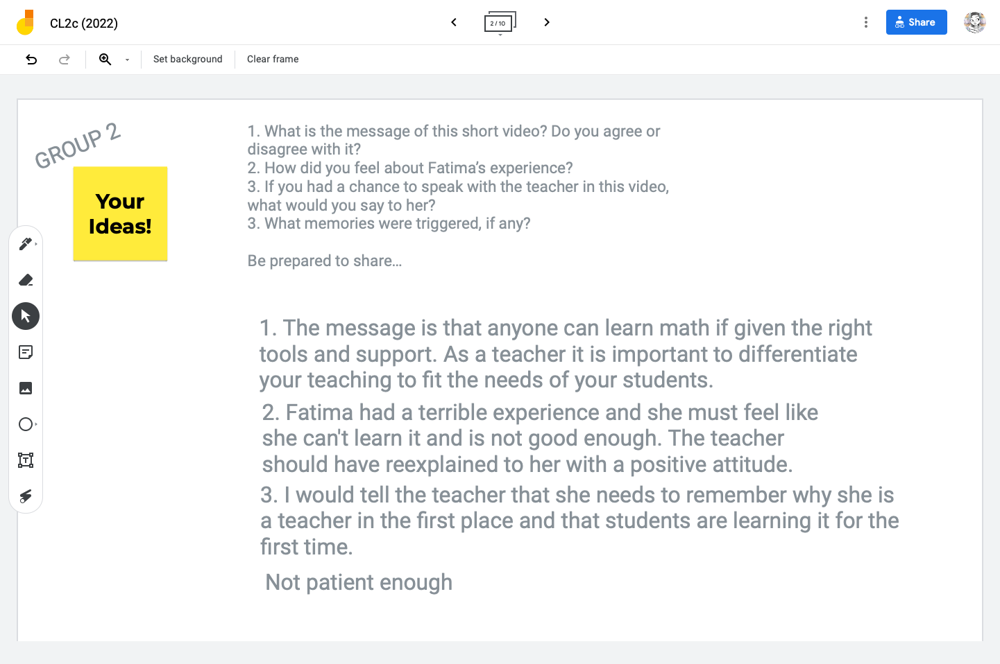 CL2c (2022)
2 / 10
Share
Set background
Clear frame
GROUP 2
Your
Ideas!
1. What is the message of this short video? Do you agree or
disagree with it?
2. How did you feel about Fatima’s experience?
3. If you had a chance to speak with the teacher in this video,
what would you say to her?
3. What memories were triggered, if any?
Be prepared to share...
1. The message is that anyone can learn math if given the right
tools and support. As a teacher it is important to differentiate
your teaching to fit the needs of your students.
2. Fatima had a terrible experience and she must feel like
she can't learn it and is not good enough. The teacher
should have reexplained to her with a positive attitude.
3. I would tell the teacher that she needs to remember why she is
a teacher in the first place and that students are learning it for the
first time.
Not patient enough